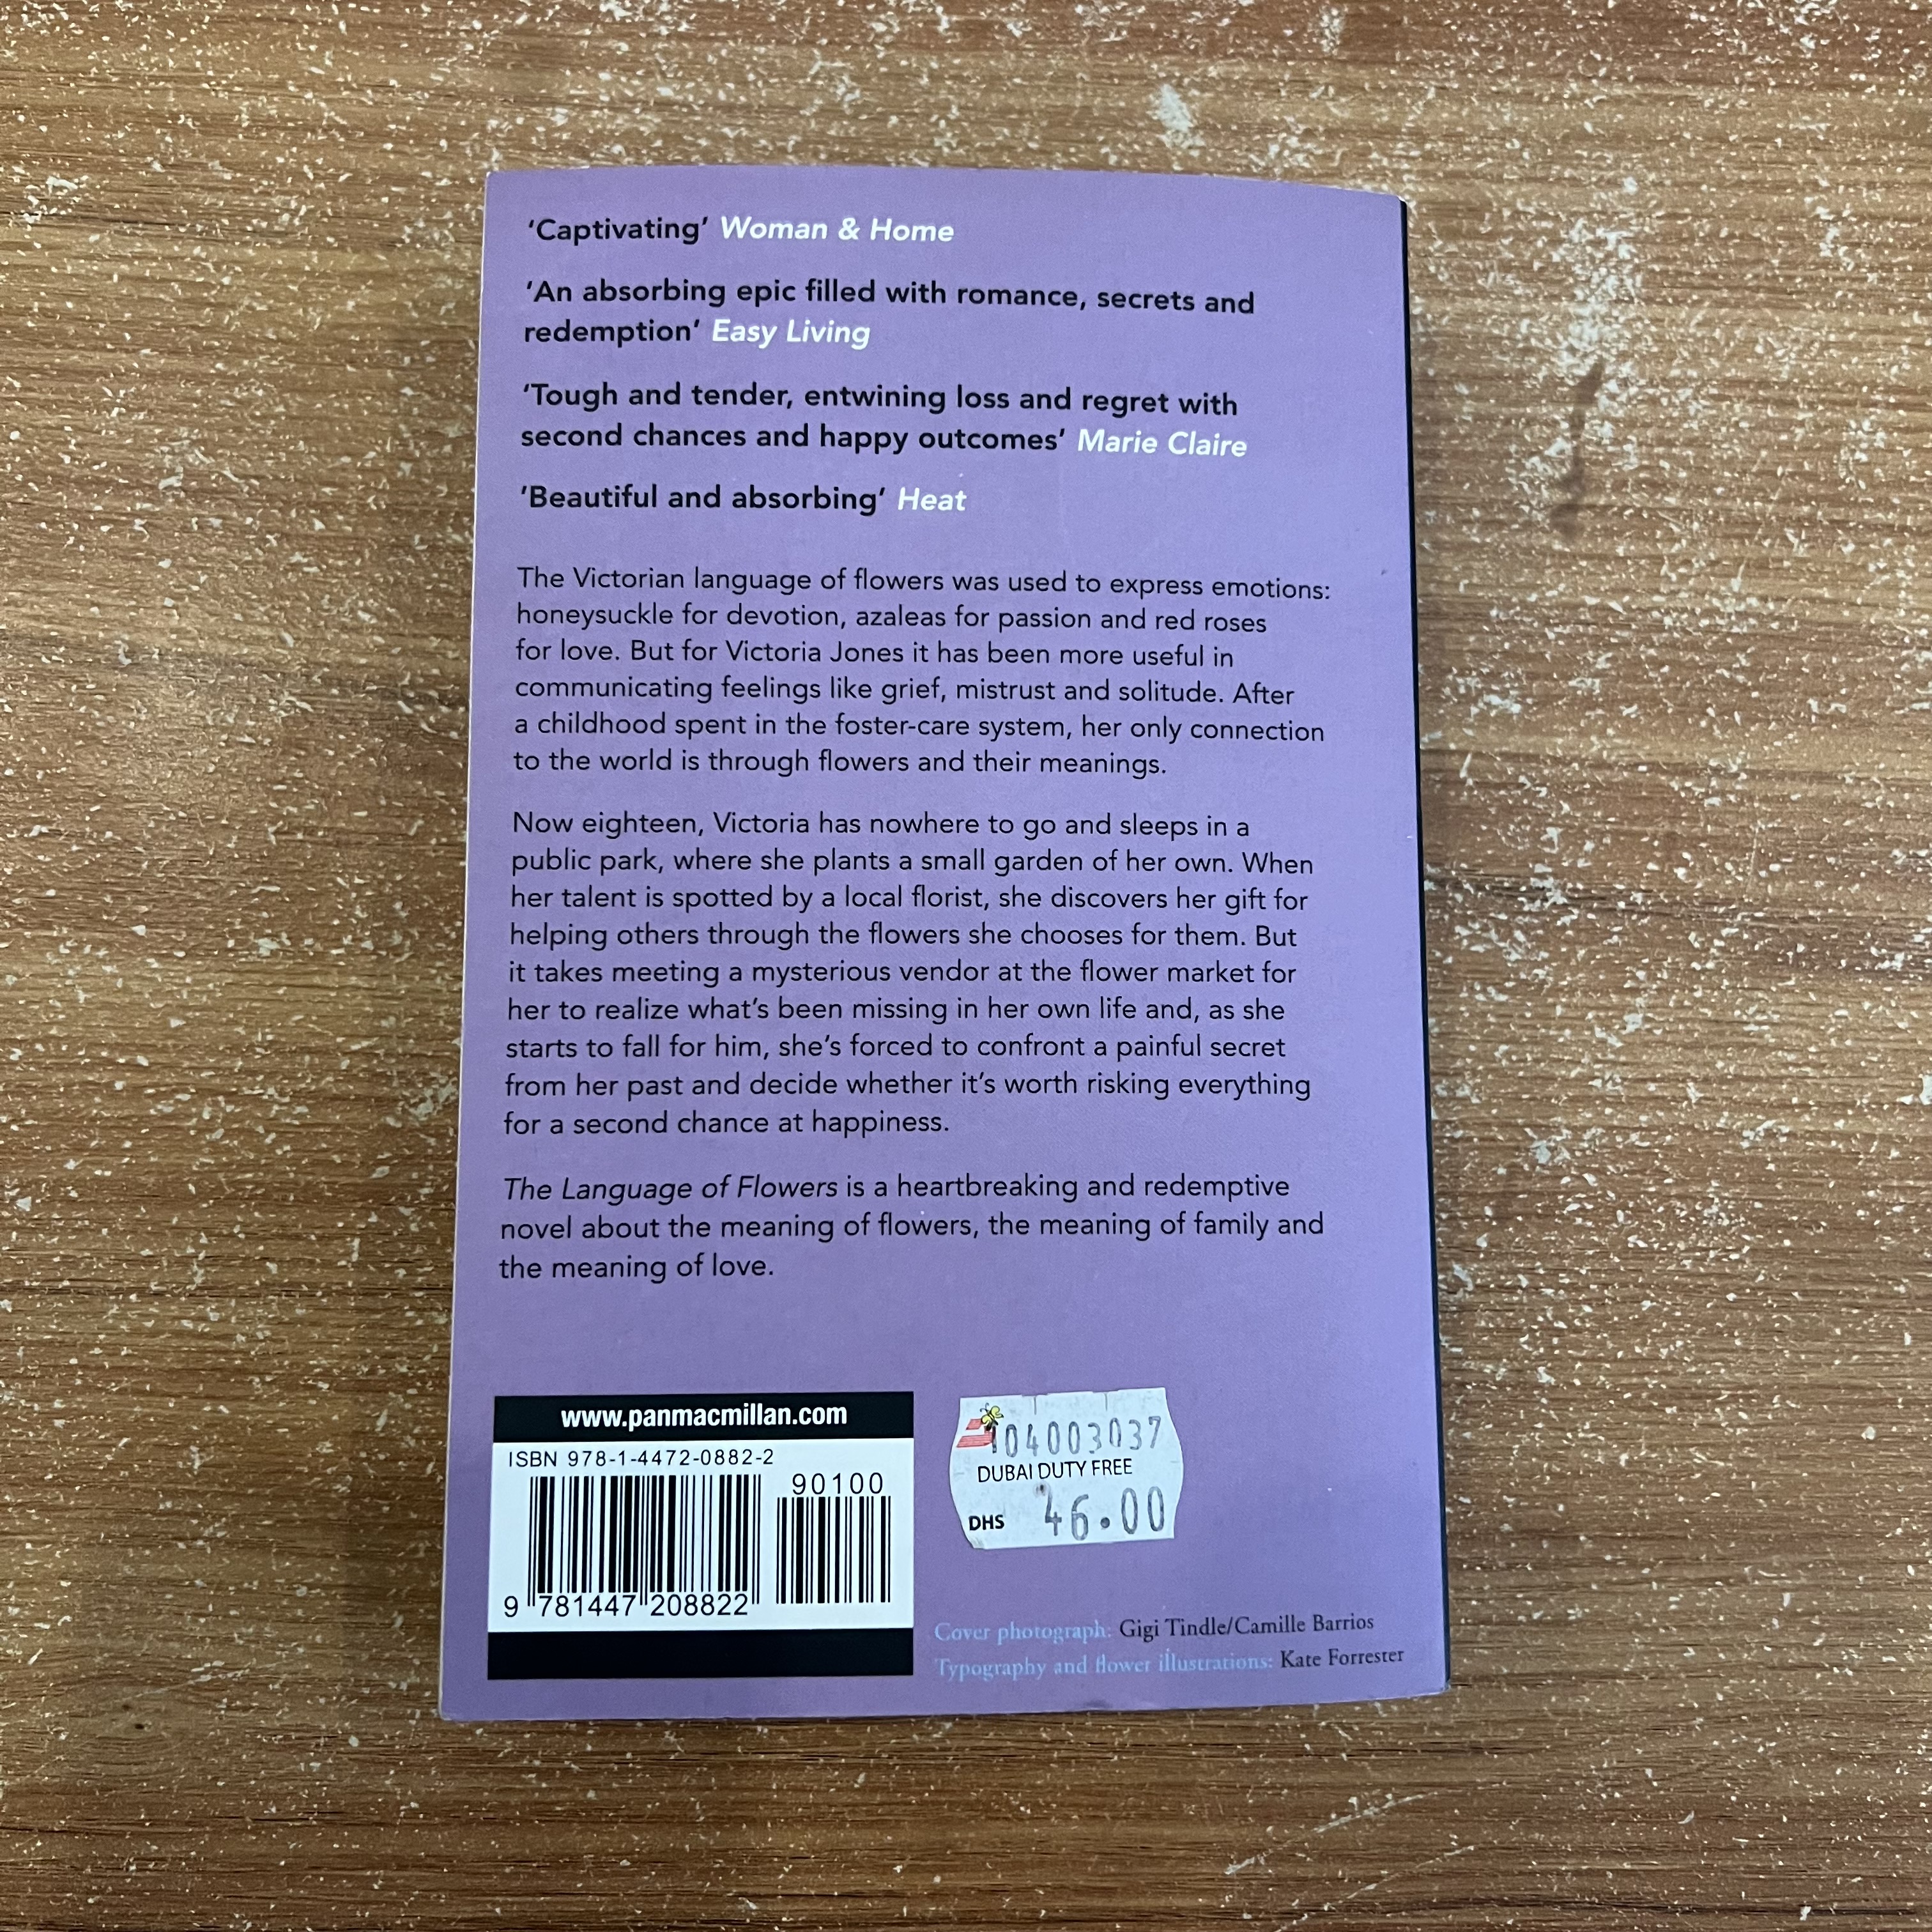 ‘Captivating’ Woman & Home
‘An absorbing epic filled with romance, secrets and
redemption’ Easy Living
‘Tough and tender, entwining loss and regret with
second chances and happy outcomes’ Marie Claire
‘Beautiful and absorbing’ Heat
The Victorian language of flowers was used to express emotions:
honeysuckle for devotion, azaleas for passion and red roses
for love. But for Victoria Jones it has been more useful in
communicating feelings like grief, mistrust and solitude. After
a childhood spent in the foster-care system, her only connection
to the world is through flowers and their meanings.
Now eighteen, Victoria has nowhere to go and sleeps in a
public park, where she plants a small garden of her own. When
her talent is spotted by a local florist, she discovers her gift for
helping others through the flowers she chooses for them. But
it takes meeting a mysterious vendor at the flower market for
her to realize what’s been missing in her own life and, as she
starts to fall for him, she’s forced to confront a painful secret
from her past and decide whether it’s worth risking everything
for a second chance at happiness.
The Language of Flowers is a heartbreaking and redemptive
novel about the meaning of flowers, the meaning of family and
the meaning of love.
www.panmacmillan.com
ISBN 978-1-4472-0882-2
90100
9 781447 208822
104003037
DUBAI DUTY FREE
DHS 46.00
Cover photograph: Gigi Tindle/Camille Barrios
Typography and flower illustrations: Kate Forrester